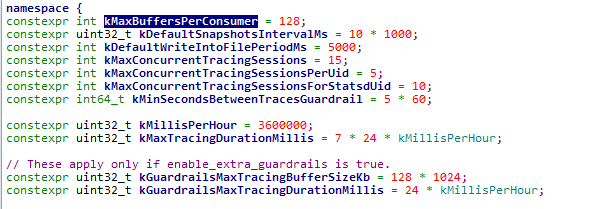 namespace {
constexpr int kMaxBuffersPerConsumer = 128;
constexpr uint32_t kDefaultSnapshotsIntervalMs = 10 * 1000;
constexpr int kDefaultWriteIntoFilePeriodMs = 5000;
constexpr int kMaxConcurrentTracingSessions = 15;
constexpr int kMaxConcurrentTracingSessionsPerUid = 5;
constexpr int kMaxConcurrentTracingSessionsForStatsdUid = 10;
constexpr int64_t kMinSecondsBetweenTracesGuardrail = 5 * 60;

constexpr uint32_t kMillisPerHour = 3600000;
constexpr uint32_t kMaxTracingDurationMillis = 7 * 24 * kMillisPerHour;

// These apply only if enable_extra_guardrails is true.
constexpr uint32_t kGuardrailsMaxTracingBufferSizeKb = 128 * 1024;
constexpr uint32_t kGuardrailsMaxTracingDurationMillis = 24 * kMillisPerHour;